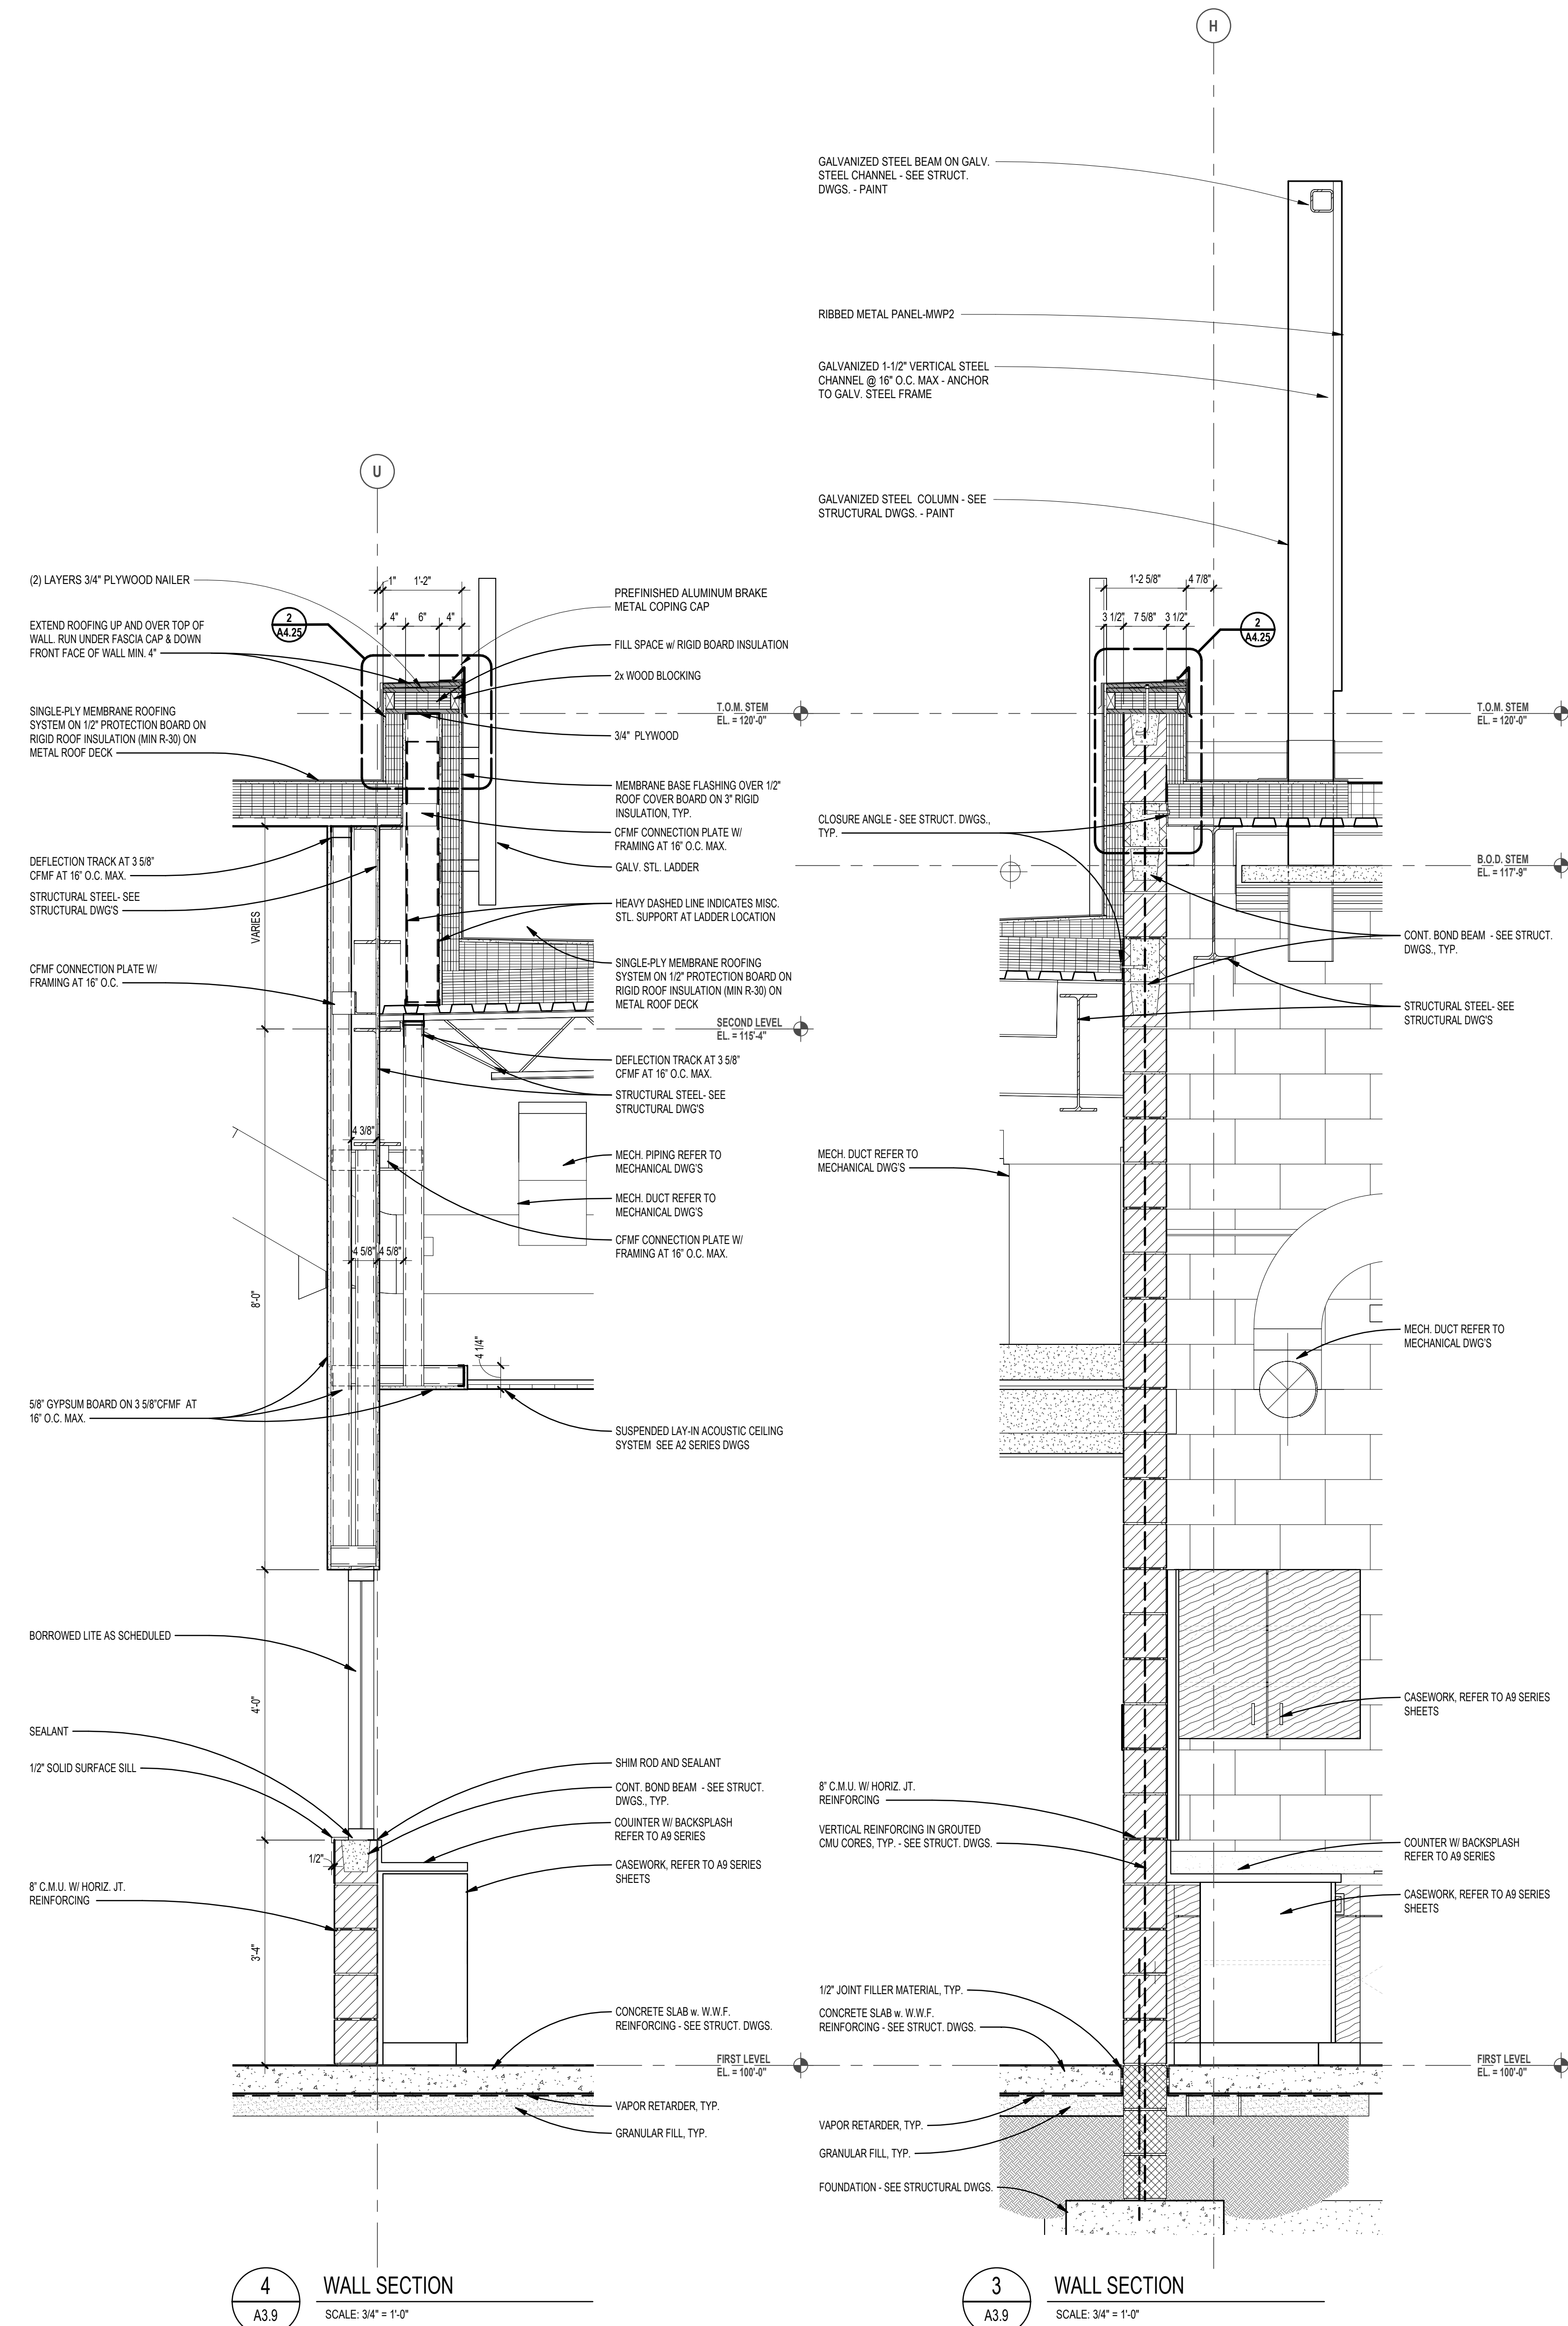 H
GALVANIZED STEEL BEAM ON GALV.
STEEL CHANNEL - SEE STRUCT.
DWGS. - PAINT
RIBBED METAL PANEL-MWP2
GALVANIZED 1-1/2" VERTICAL STEEL
CHANNEL @ 16" O.C. MAX - ANCHOR
TO GALV. STEEL FRAME
GALVANIZED STEEL COLUMN - SEE
STRUCTURAL DWGS. - PAINT
U
(2) LAYERS 3/4" PLYWOOD NAILER
EXTEND ROOFING UP AND OVER TOP OF
WALL. RUN UNDER FASCIA CAP & DOWN
FRONT FACE OF WALL MIN. 4"
SINGLE-PLY MEMBRANE ROOFING
SYSTEM ON 1/2" PROTECTION BOARD ON
RIGID ROOF INSULATION (MIN R-30) ON
METAL ROOF DECK
DEFLECTION TRACK AT 3 5/8"
CFMF AT 16" O.C. MAX.
STRUCTURAL STEEL- SEE
STRUCTURAL DWG'S
CFMF CONNECTION PLATE W/
FRAMING AT 16" O.C.
5/8" GYPSUM BOARD ON 3 5/8"CFMF AT
16" O.C. MAX.
BORROWED LITE AS SCHEDULED
SEALANT
1/2" SOLID SURFACE SILL
8" C.M.U. W/ HORIZ. JT.
REINFORCING
2
A4.25
1"
1'-2"
4"
6"
4"
VARIES
4 3/8"
4 5/8"
4 5/8"
8'-0"
4 1/4"
4'-0"
1/2"
3'-4"
PREFINISHED ALUMINUM BRAKE
METAL COPING CAP
FILL SPACE w/ RIGID BOARD INSULATION
2x WOOD BLOCKING
T.O.M. STEM
EL. = 120'-0"
3/4" PLYWOOD
MEMBRANE BASE FLASHING OVER 1/2"
ROOF COVER BOARD ON 3" RIGID
INSULATION, TYP.
CFMF CONNECTION PLATE W/
FRAMING AT 16" O.C. MAX.
GALV. STL. LADDER
HEAVY DASHED LINE INDICATES MISC.
STL. SUPPORT AT LADDER LOCATION
SINGLE-PLY MEMBRANE ROOFING
SYSTEM ON 1/2" PROTECTION BOARD ON
RIGID ROOF INSULATION (MIN R-30) ON
METAL ROOF DECK
SECOND LEVEL
EL. = 115'-4"
DEFLECTION TRACK AT 3 5/8"
CFMF AT 16" O.C. MAX.
STRUCTURAL STEEL- SEE
STRUCTURAL DWG'S
MECH. PIPING REFER TO
MECHANICAL DWG'S
MECH. DUCT REFER TO
MECHANICAL DWG'S
CFMF CONNECTION PLATE W/
FRAMING AT 16" O.C. MAX.
SUSPENDED LAY-IN ACOUSTIC CEILING
SYSTEM SEE A2 SERIES DWGS
SHIM ROD AND SEALANT
CONT. BOND BEAM - SEE STRUCT.
DWGS., TYP.
COUNTER W/ BACKSPLASH
REFER TO A9 SERIES
CASEWORK, REFER TO A9 SERIES
SHEETS
CONCRETE SLAB w. W.W.F.
REINFORCING - SEE STRUCT. DWGS.
FIRST LEVEL
EL. = 100'-0"
VAPOR RETARDER, TYP.
GRANULAR FILL, TYP.
4
A3.9
WALL SECTION
SCALE: 3/4" = 1'-0"
1'-2 5/8"
4 7/8"
3 1/2"
7 5/8"
3 1/2"
2
A4.25
T.O.M. STEM
EL. = 120'-0"
CLOSURE ANGLE - SEE STRUCT. DWGS.,
TYP.
B.O.D. STEM
EL. = 117'-9"
CONT. BOND BEAM - SEE STRUCT.
DWGS., TYP.
STRUCTURAL STEEL- SEE
STRUCTURAL DWG'S
MECH. DUCT REFER TO
MECHANICAL DWG'S
MECH. DUCT REFER TO
MECHANICAL DWG'S
CASEWORK, REFER TO A9 SERIES
SHEETS
8" C.M.U. W/ HORIZ. JT.
REINFORCING
VERTICAL REINFORCING IN GROUTED
CMU CORES, TYP. - SEE STRUCT. DWGS.
COUNTER W/ BACKSPLASH
REFER TO A9 SERIES
CASEWORK, REFER TO A9 SERIES
SHEETS
1/2" JOINT FILLER MATERIAL, TYP.
CONCRETE SLAB w. W.W.F.
REINFORCING - SEE STRUCT. DWGS.
FIRST LEVEL
EL. = 100'-0"
VAPOR RETARDER, TYP.
GRANULAR FILL, TYP.
FOUNDATION - SEE STRUCTURAL DWGS.
3
A3.9
WALL SECTION
SCALE: 3/4" = 1'-0"